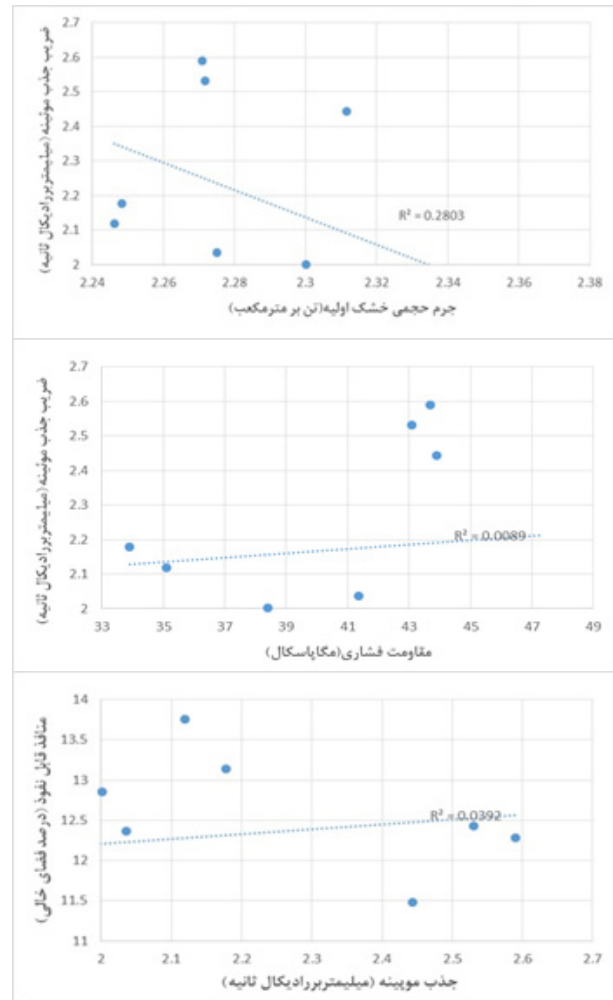 ضریب جذب موئینه (میلیمتربررادیکال ثانیه)
2.7
2.6
2.5
2.4
2.3
2.2
2.1
2
R² = 0.2803
2.24 2.26 2.28 2.3 2.32 2.34 2.36 2.38
جرم حجمی خشک اولیه(تن بر مترمکعب)
ضریب جذب موئینه (میلیمتربررادیکال ثانیه)
2.7
2.6
2.5
2.4
2.3
2.2
2.1
2
R² = 0.0089
33 35 37 39 41 43 45 47 49
مقاومت فشاری(مگاپاسکال)
منافذ قابل نفوذ (درصد فضای خالی)
14
13.5
13
12.5
12
11.5
11
R² = 0.0392
2 2.1 2.2 2.3 2.4 2.5 2.6 2.7
جذب مویینه (میلیمتربررادیکال ثانیه)